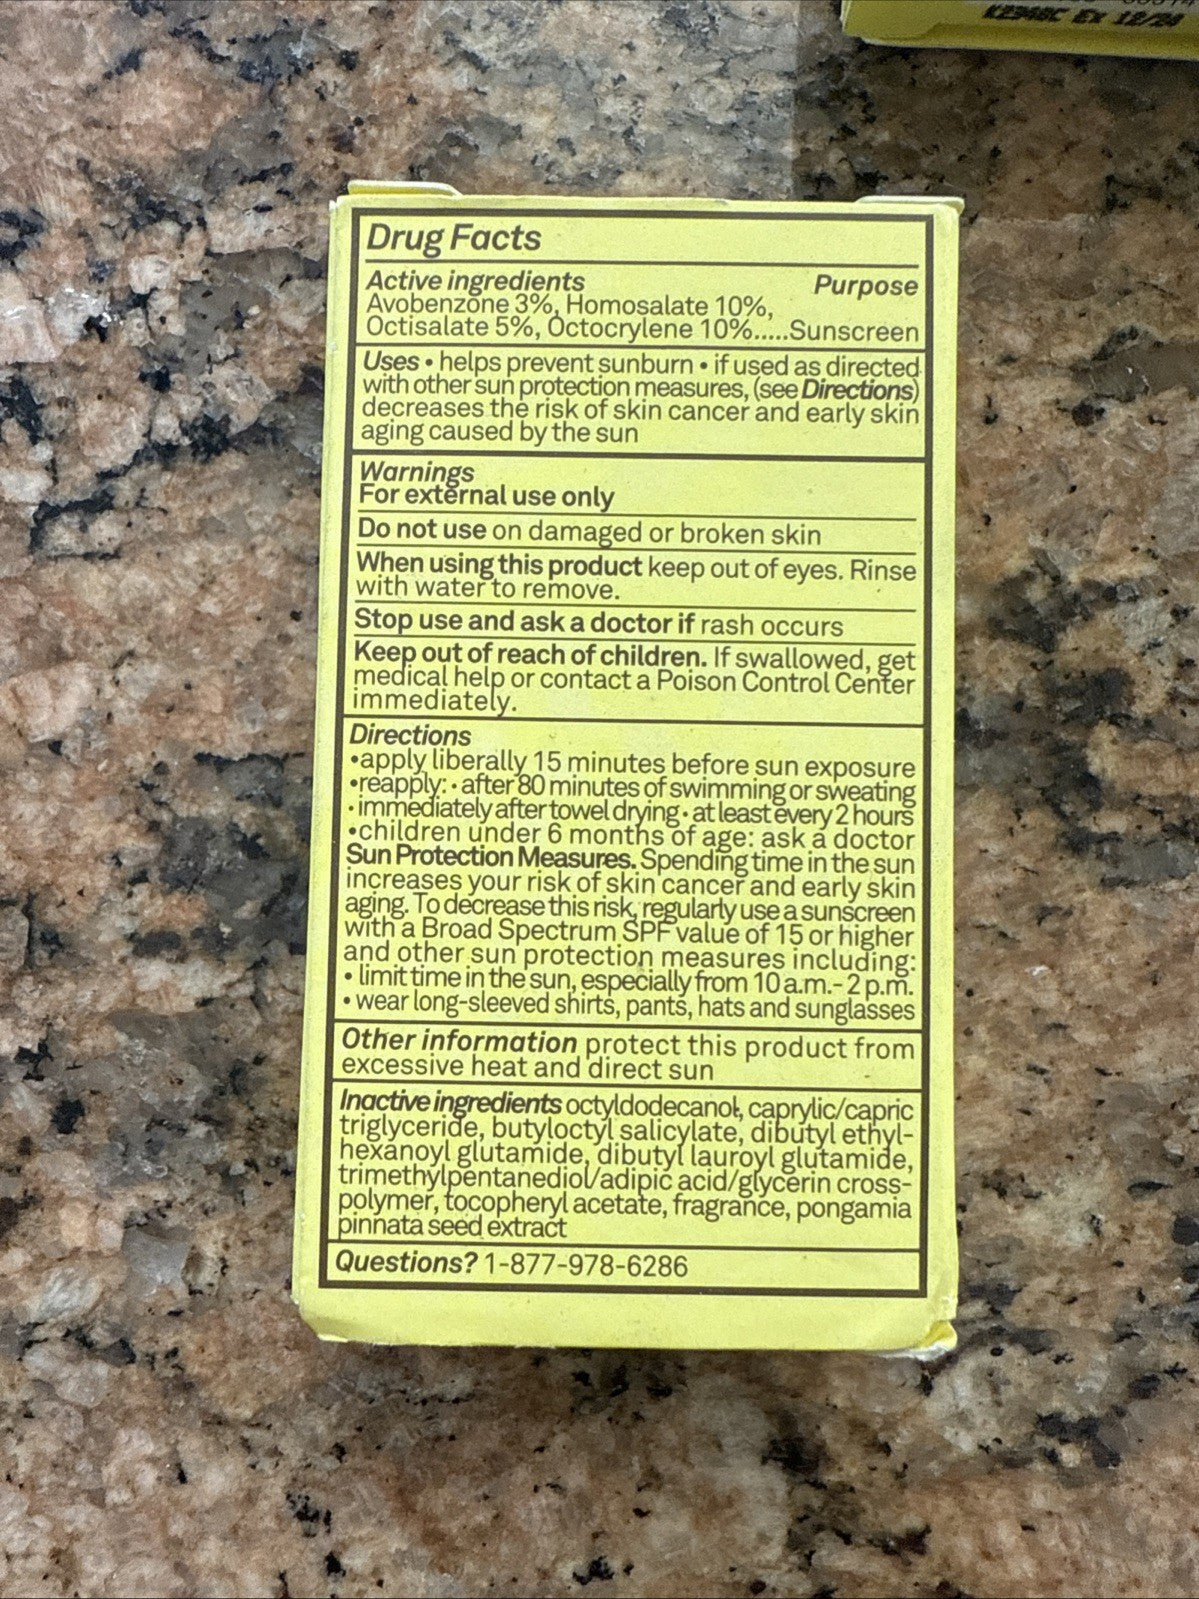 EX 12/24
Drug Facts
Active ingredients Purpose
Avobenzone 3%, Homosalate 10%,
Octisalate 5%, Octocrylene 10%.....Sunscreen
Uses • helps prevent sunburn • if used as directed
with other sun protection measures, (see Directions)
decreases the risk of skin cancer and early skin
aging caused by the sun
Warnings
For external use only
Do not use on damaged or broken skin
When using this product keep out of eyes. Rinse
with water to remove.
Stop use and ask a doctor if rash occurs
Keep out of reach of children. If swallowed, get
medical help or contact a Poison Control Center
immediately.
Directions
•apply liberally 15 minutes before sun exposure
•reapply: • after 80 minutes of swimming or sweating
• immediately after towel drying • at least every 2 hours
•children under 6 months of age: ask a doctor
Sun Protection Measures. Spending time in the sun
increases your risk of skin cancer and early skin
aging. To decrease this risk, regularly use a sunscreen
with a Broad Spectrum SPF value of 15 or higher
and other sun protection measures including:
• limit time in the sun, especially from 10 a.m.- 2 p.m.
• wear long-sleeved shirts, pants, hats and sunglasses
Other information protect this product from
excessive heat and direct sun
Inactive ingredients octyldodecanol, caprylic/capric
triglyceride, butyloctyl salicylate, dibutyl ethyl-
hexanoyl glutamide, dibutyl lauroyl glutamide,
trimethylpentanediol/adipic acid/glycerin cross-
polymer, tocopheryl acetate, fragrance, pongamia
pinnata seed extract
Questions? 1-877-978-6286